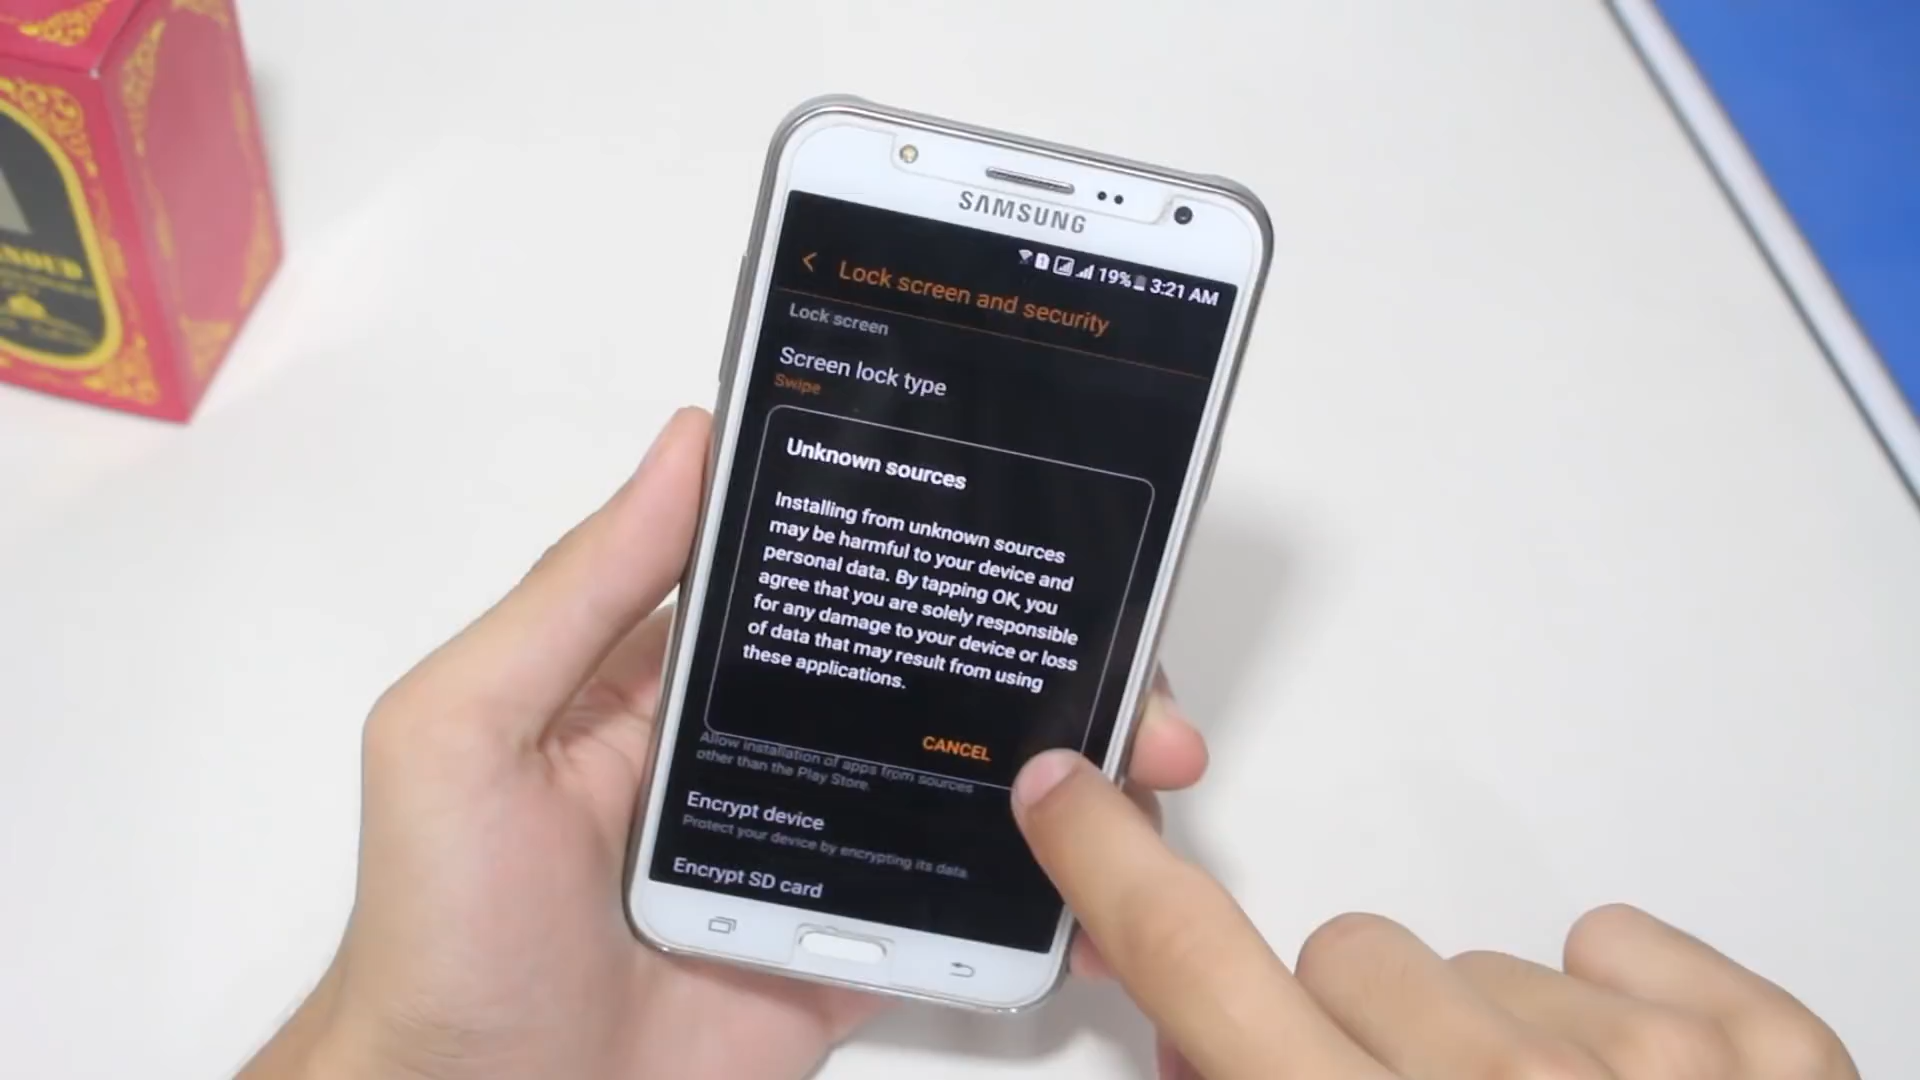 SAMSUNG
19% 3:21 AM
Lock screen and security
Lock screen
Screen lock type
Swipe
Unknown sources
Installing from unknown sources
may be harmful to your device and
personal data. By tapping OK, you
agree that you are solely responsible
for any damage to your device or loss
of data that may result from using
these applications.
CANCEL
Allow installation of apps from sources
other than the Play Store.
Encrypt device
Protect your device by encrypting its data.
Encrypt SD card